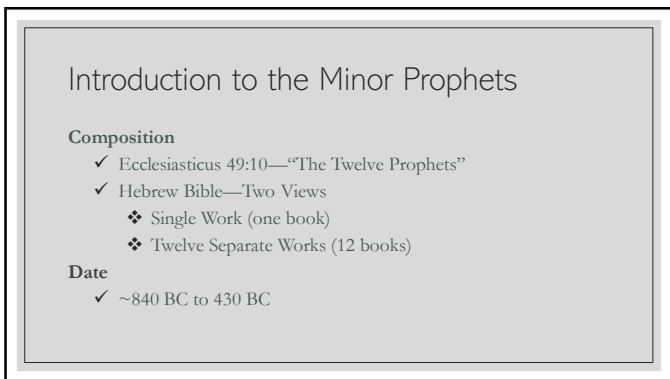 Introduction to the Minor Prophets
Composition
✓ Ecclesiasticus 49:10—“The Twelve Prophets”
✓ Hebrew Bible—Two Views
❖ Single Work (one book)
❖ Twelve Separate Works (12 books)
Date
✓ ~840 BC to 430 BC